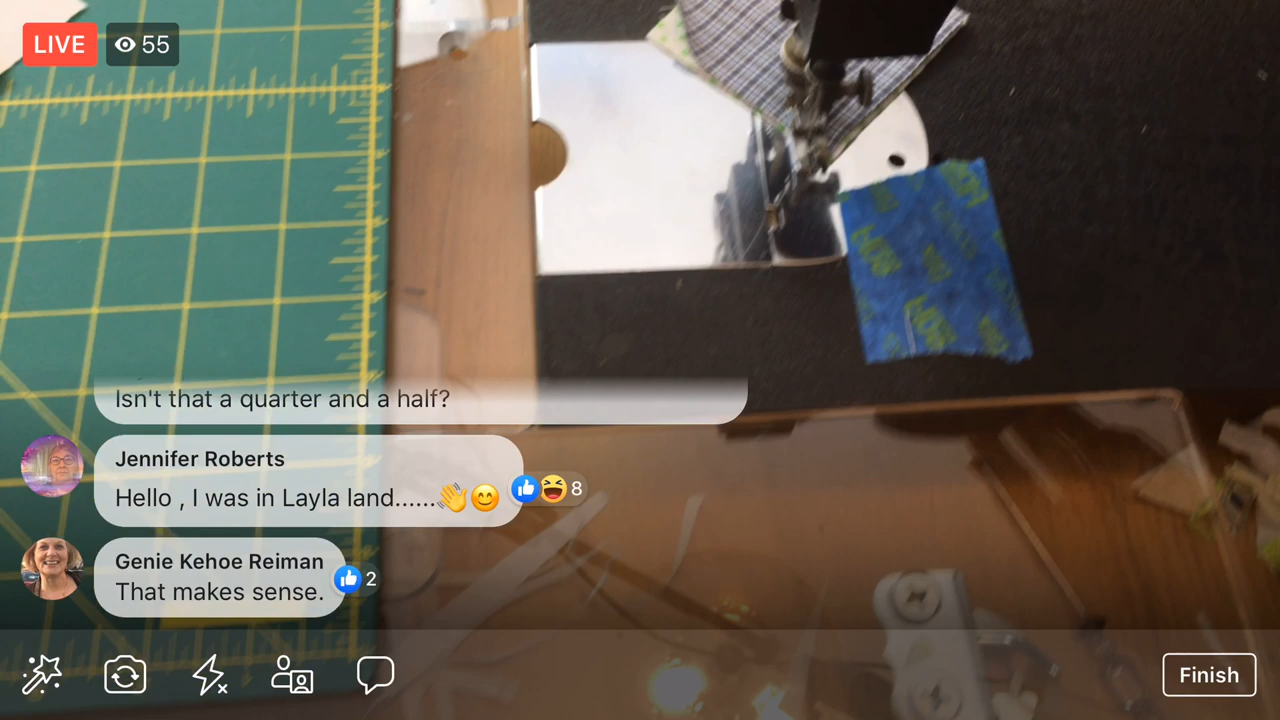 LIVE 55
Isn't that a quarter and a half?
Jennifer Roberts
Hello , I was in Layla land......👋😊
8
Genie Kehoe Reiman
That makes sense.
2
Finish